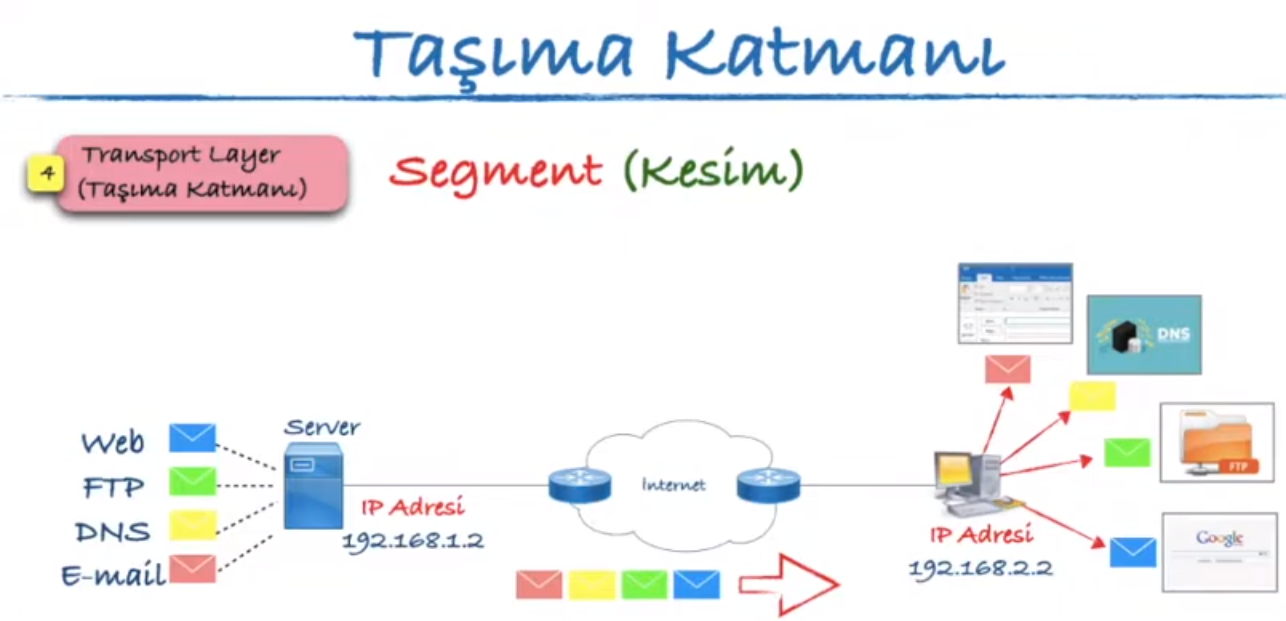 Taşıma Katmanı
4
Transport Layer
(Taşıma Katmanı)
Segment (Kesim)
DNS
Web
FTP
DNS
E-mail
Server
IP Adresi
192.168.1.2
Internet
IP Adresi
192.168.2.2
FTP
Google